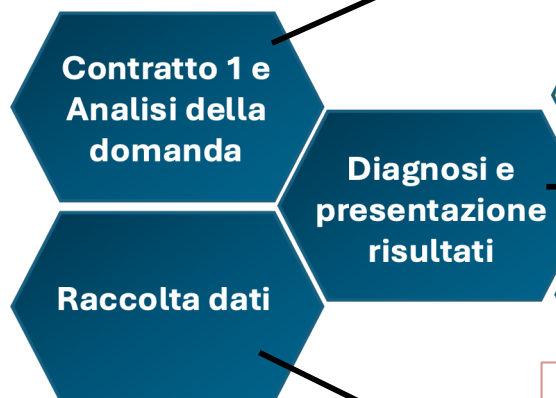 Contratto 1 e
Analisi della
domanda
Diagnosi e
presentazione
risultati
Raccolta dati